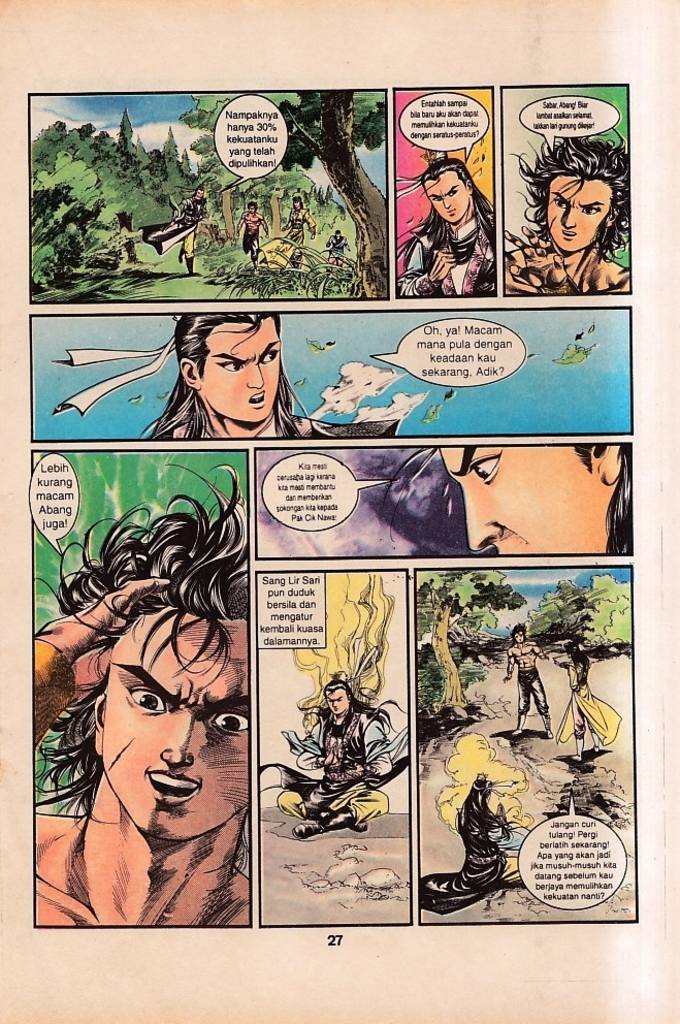 Nampaknya
hanya 30%
kekuatanku
yang telah
dipulihkan!
Entahlah sampai
bila baru aku akan dapat
memulihkan kekuatanku
dengan seratus-peratus?
Sabar, Abang! Biar
lambat asalkan selamat,
takkan lari gunung dikejar!
Oh, ya! Macam
mana pula dengan
keadaan kau
sekarang, Adik?
Lebih
kurang
macam
Abang
juga!
Kita mesti
berusaha lagi kerana
kita mesti membantu
dan memberikan
sokongan kita kepada
Pak Cik Nawa!
Sang Lir Sari
pun duduk
bersila dan
mengatur
kembali kuasa
dalamannya.
Jangan curi
tulang! Pergi
berlatih sekarang!
Apa yang akan jadi
jika musuh-musuh kita
datang sebelum kau
berjaya memulihkan
kekuatan nanti?
27